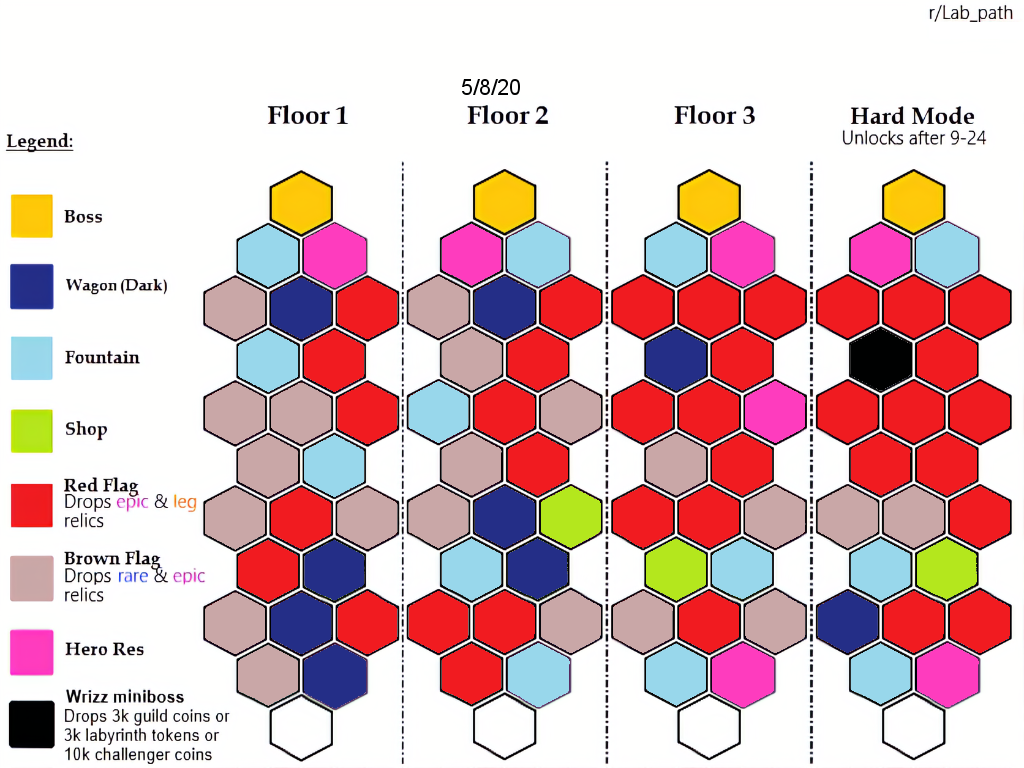 r/Lab_path
5/8/20
Floor 1
Floor 2
Floor 3
Hard Mode
Unlocks after 9-24
Legend:
Boss
Wagon (Dark)
Fountain
Shop
Red Flag
Drops epic & leg
relics
Brown Flag
Drops rare & epic
relics
Hero Res
Wrizz miniboss
Drops 3k guild coins or
3k labyrinth tokens or
10k challenger coins